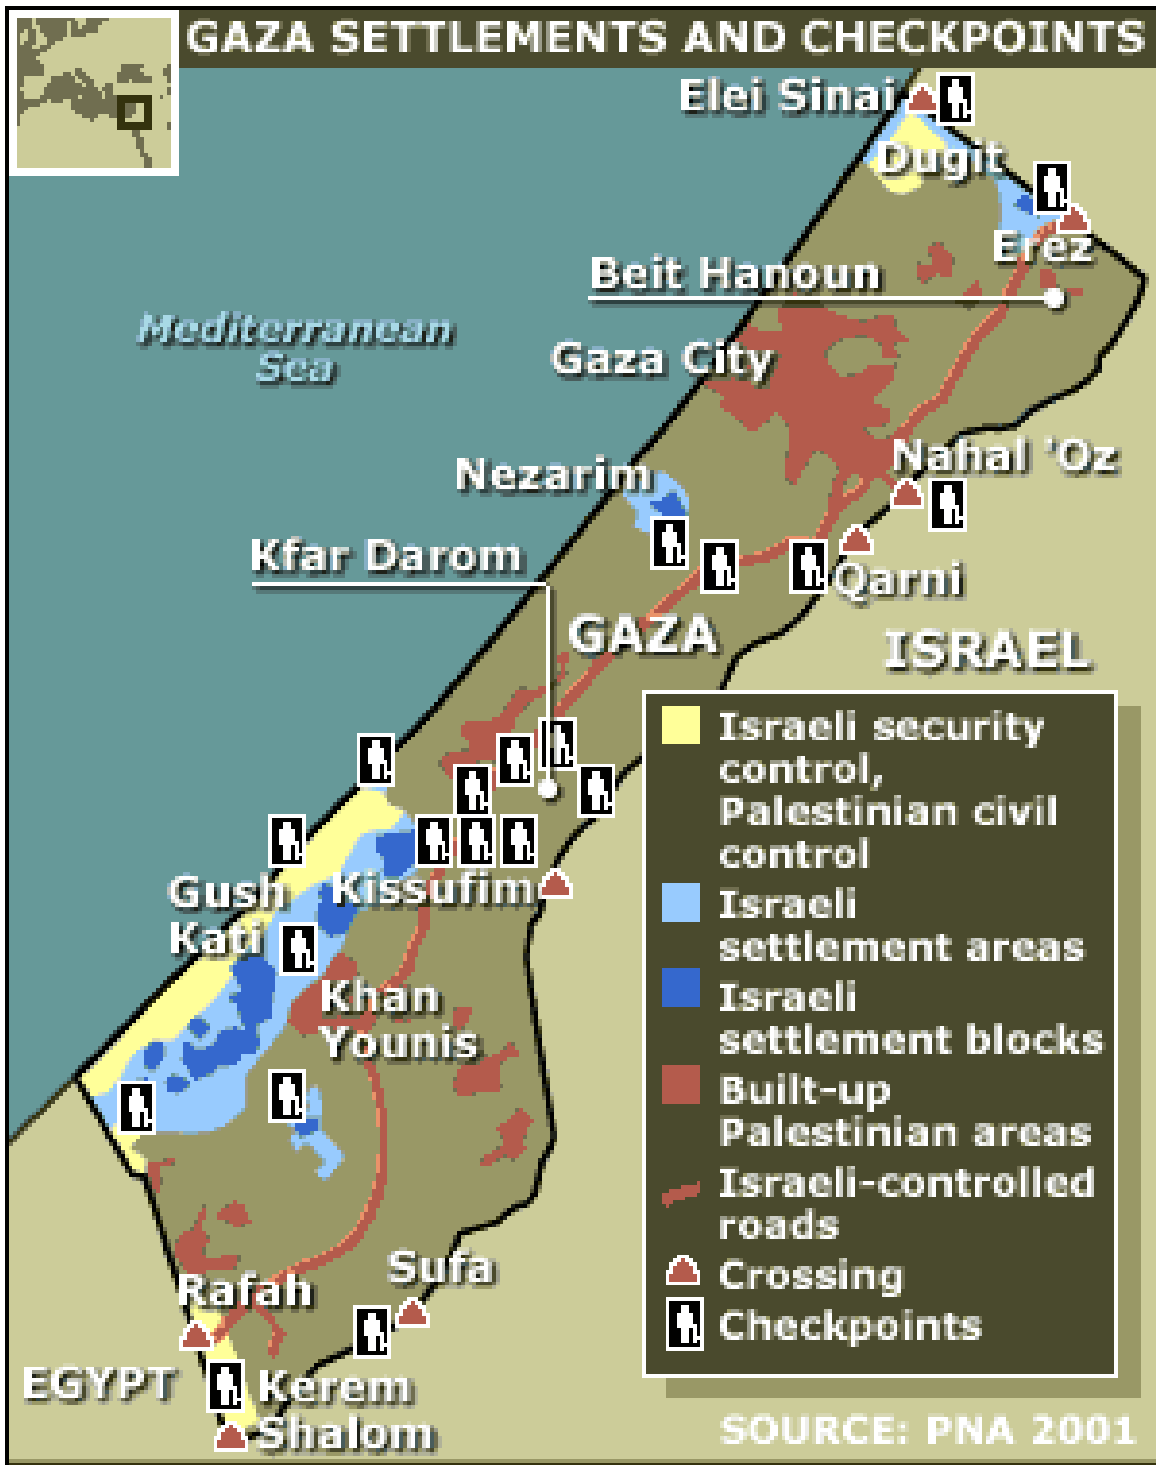 GAZA SETTLEMENTS AND CHECKPOINTS
Elei Sinai
Dugit
Erez
Beit Hanoun
Mediterranean
Sea
Gaza City
Nahal 'Oz
Nezarim
Kfar Darom
Qarni
GAZA
ISRAEL
Gush
Kati
Kissufim
Khan
Younis
Sufa
Rafah
EGYPT
Kerem
Shalom
Israeli security
control,
Palestinian civil
control
Israeli
settlement areas
Israeli
settlement blocks
Built-up
Palestinian areas
Israeli-controlled
roads
Crossing
Checkpoints
SOURCE: PNA 2001